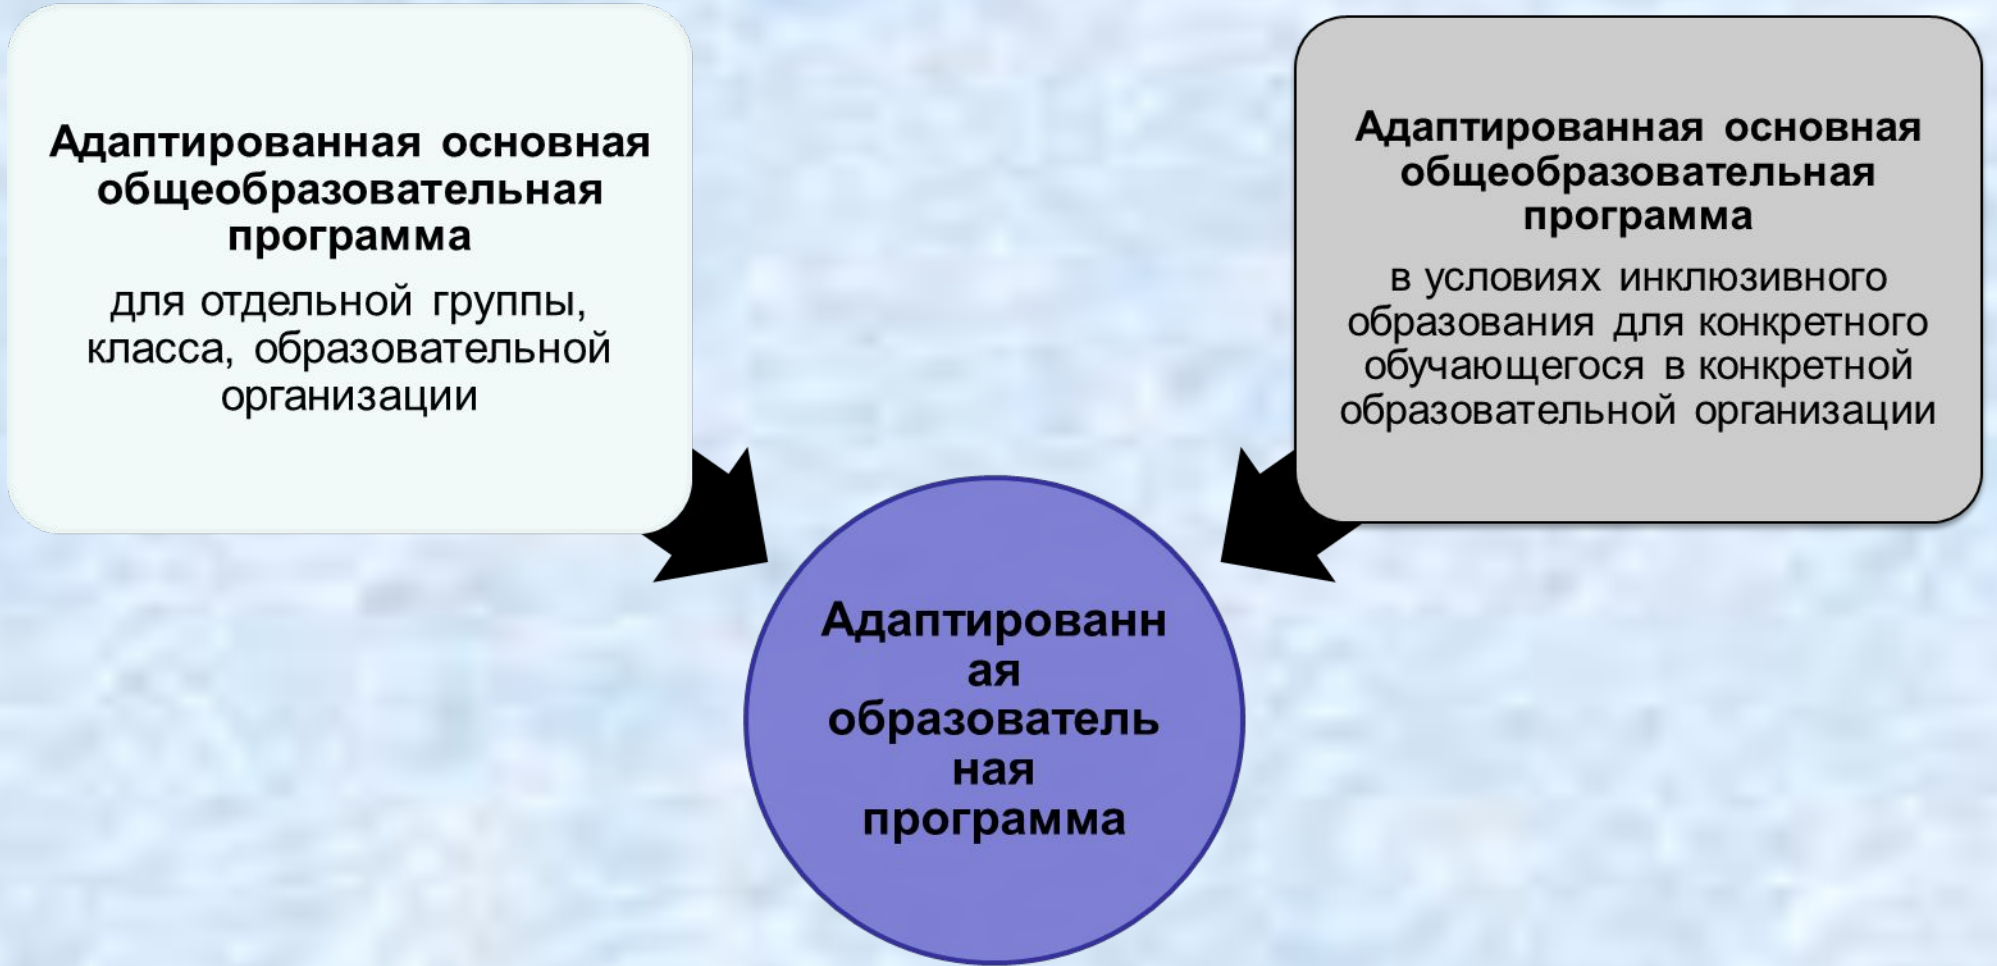 Адаптированная основная
общеобразовательная
программа
для отдельной группы,
класса, образовательной
организации
Адаптированная основная
общеобразовательная
программа
в условиях инклюзивного
образования для конкретного
обучающегося в конкретной
образовательной организации
Адаптированн
ая
образователь
ная
программа